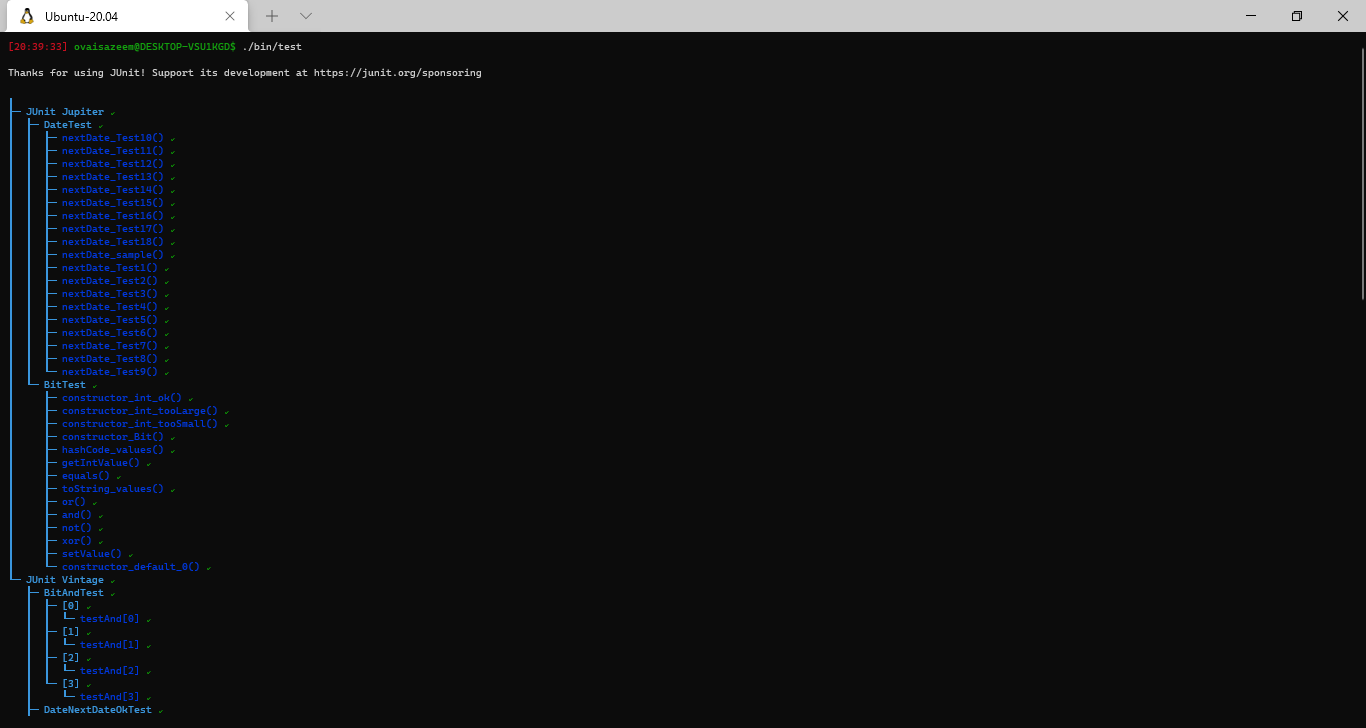 Ubuntu-20.04
[20:39:33] ovaisazeem@DESKTOP-VSU1KGD$ ./bin/test
Thanks for using JUnit! Support its development at https://junit.org/sponsoring
JUnit Jupiter ✓
DateTest ✓
nextDate_Test10() ✓
nextDate_Test11() ✓
nextDate_Test12() ✓
nextDate_Test13() ✓
nextDate_Test14() ✓
nextDate_Test15() ✓
nextDate_Test16() ✓
nextDate_Test17() ✓
nextDate_Test18() ✓
nextDate_sample() ✓
nextDate_Test1() ✓
nextDate_Test2() ✓
nextDate_Test3() ✓
nextDate_Test4() ✓
nextDate_Test5() ✓
nextDate_Test6() ✓
nextDate_Test7() ✓
nextDate_Test8() ✓
nextDate_Test9() ✓
BitTest ✓
constructor_int_ok() ✓
constructor_int_tooLarge() ✓
constructor_int_tooSmall() ✓
constructor_Bit() ✓
hashCode_values() ✓
getIntValue() ✓
equals() ✓
toString_values() ✓
or() ✓
and() ✓
not() ✓
xor() ✓
setValue() ✓
constructor_default_0() ✓
JUnit Vintage ✓
BitAndTest ✓
[0] ✓
testAnd[0] ✓
[1] ✓
testAnd[1] ✓
[2] ✓
testAnd[2] ✓
[3] ✓
testAnd[3] ✓
DateNextDateOkTest ✓